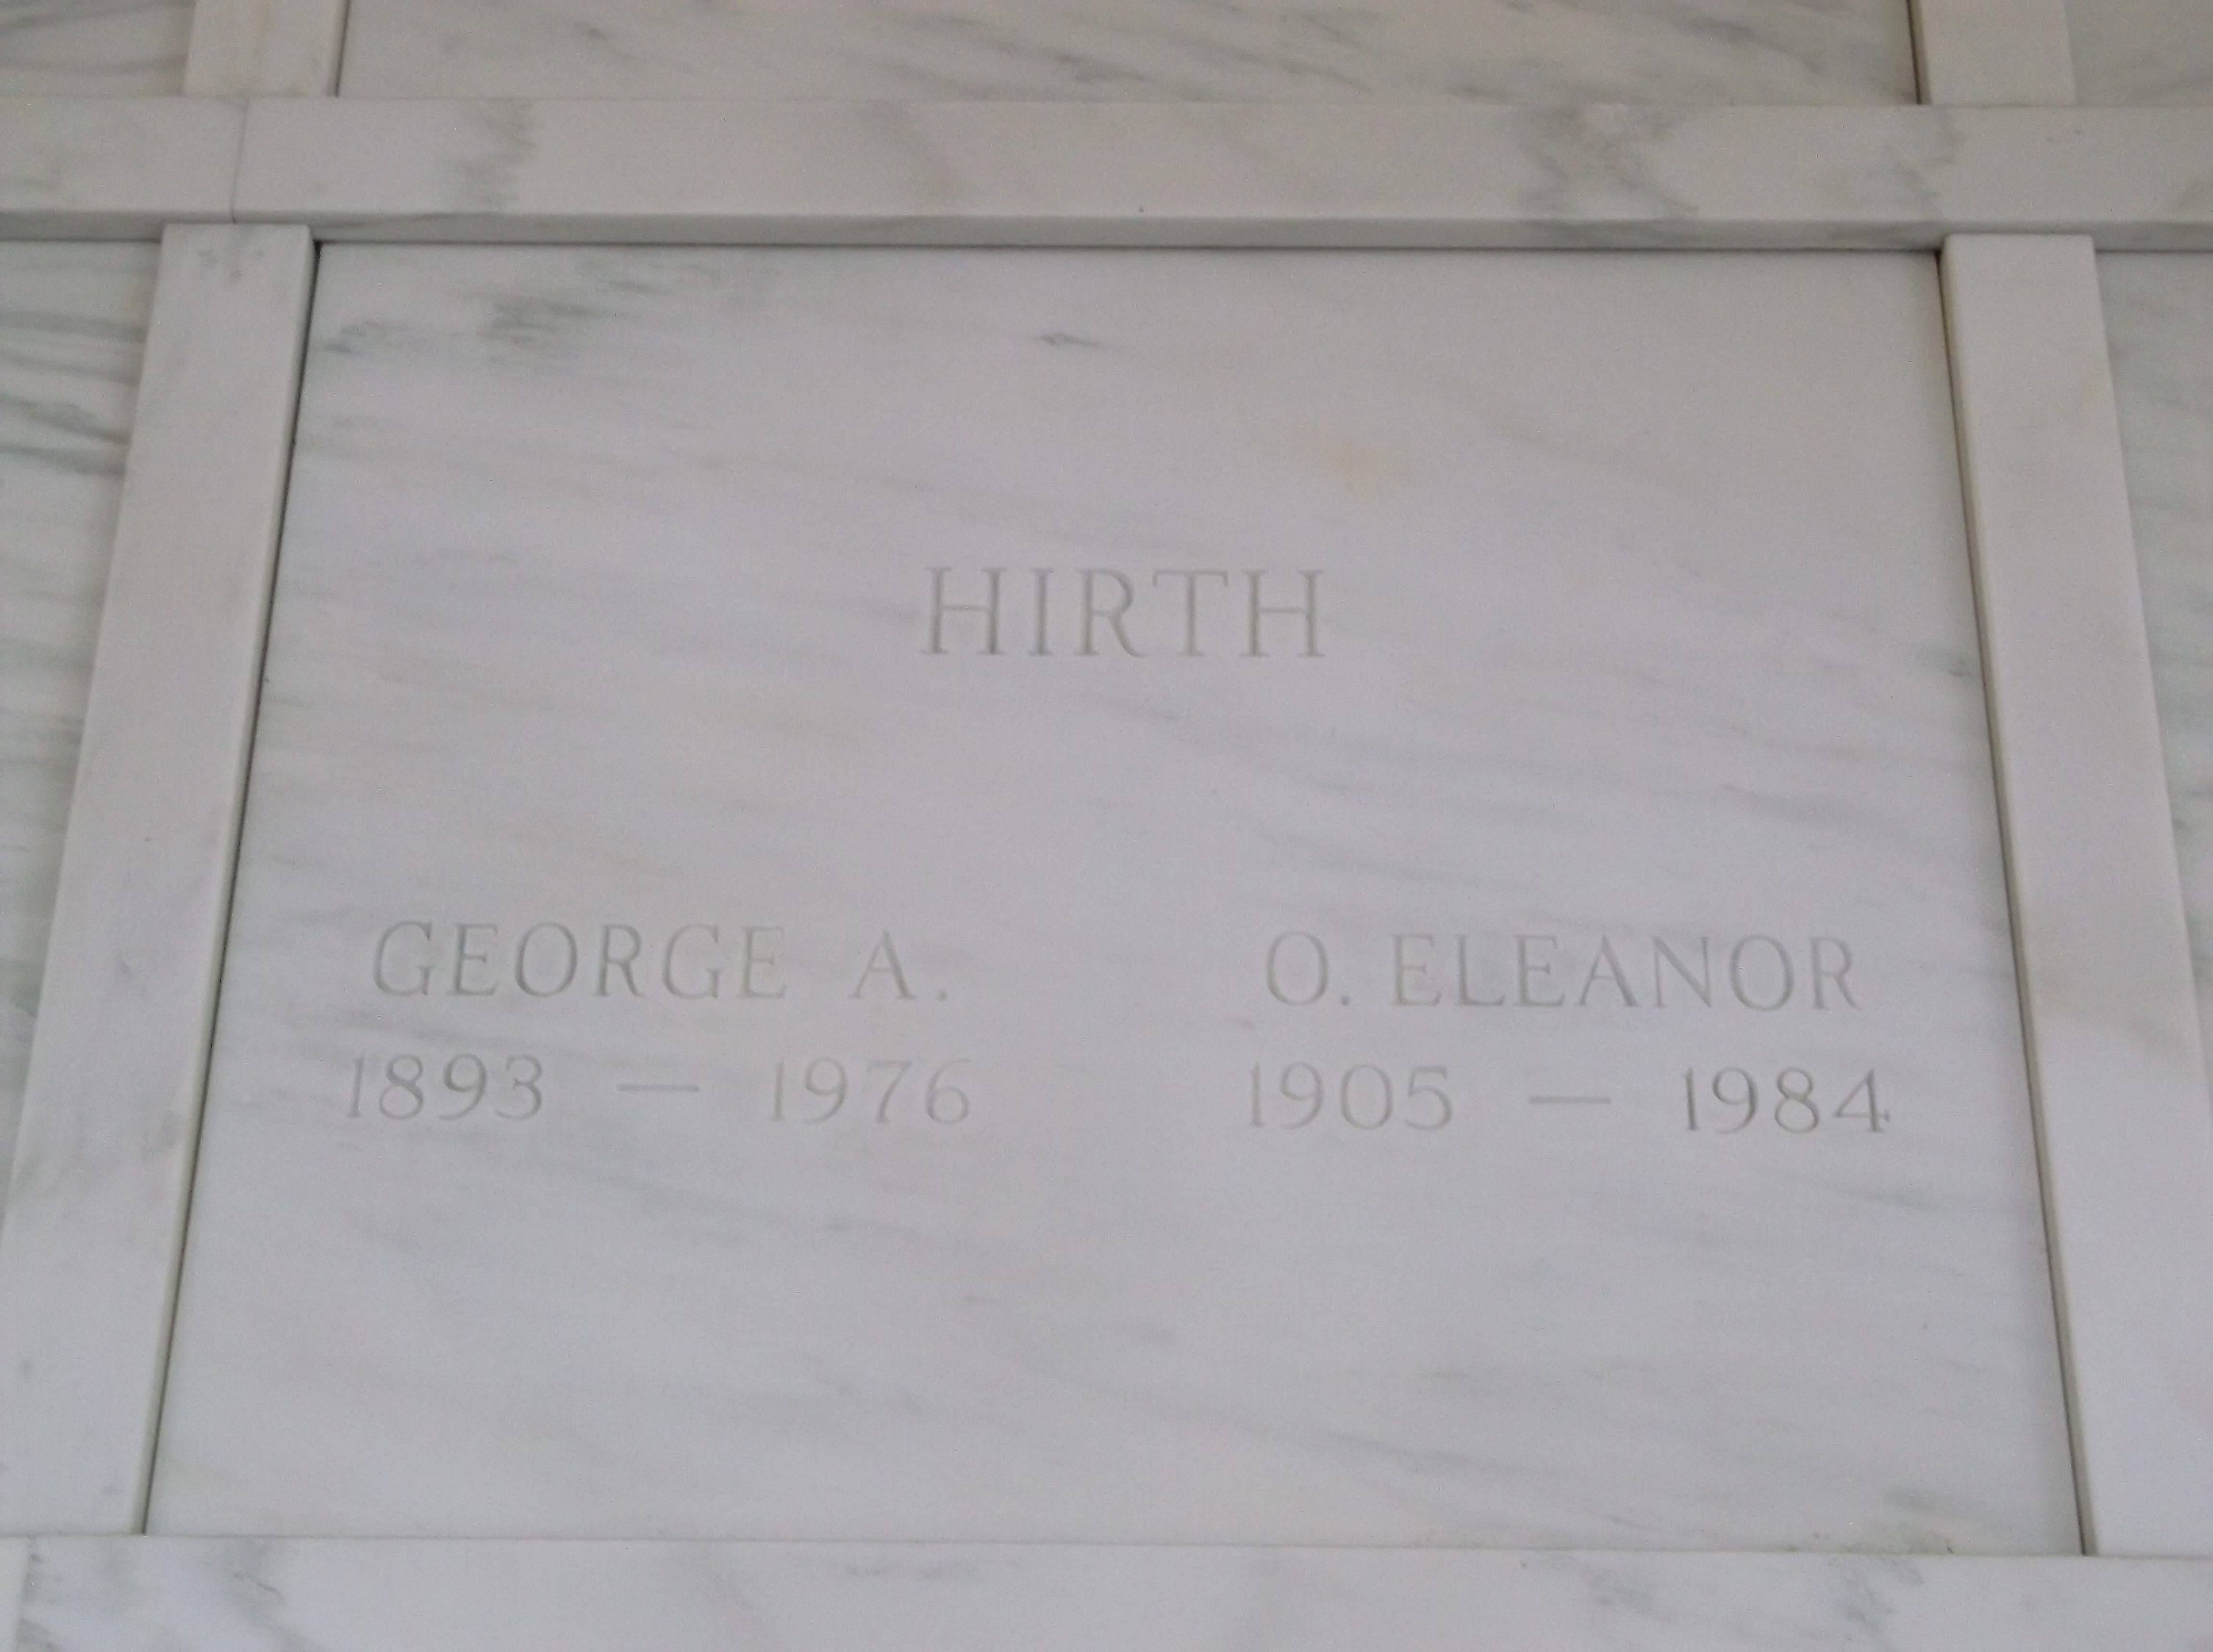 HIRTH
GEORGE A. O. ELEANOR
1893 — 1976 1905 — 1984